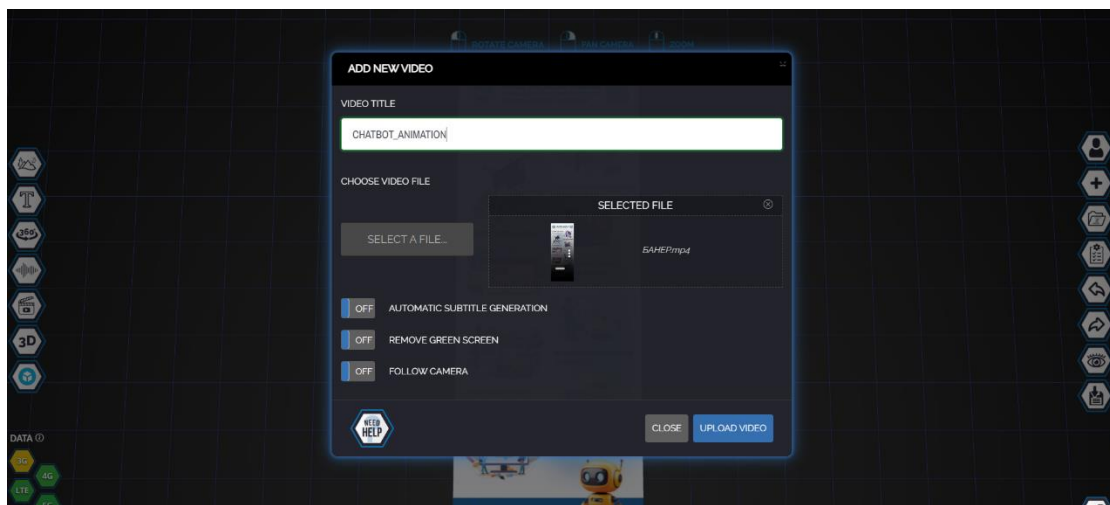 ROTATE CAMERA PAN CAMERA ZOOM
ADD NEW VIDEO
VIDEO TITLE
CHATBOT_ANIMATION
CHOOSE VIDEO FILE
SELECTED FILE
SELECT A FILE...
БАНЕР.mp4
OFF AUTOMATIC SUBTITLE GENERATION
OFF REMOVE GREEN SCREEN
OFF FOLLOW CAMERA
NEED
HELP
CLOSE UPLOAD VIDEO
T
360°
3D
DATA
3G
4G
LTE